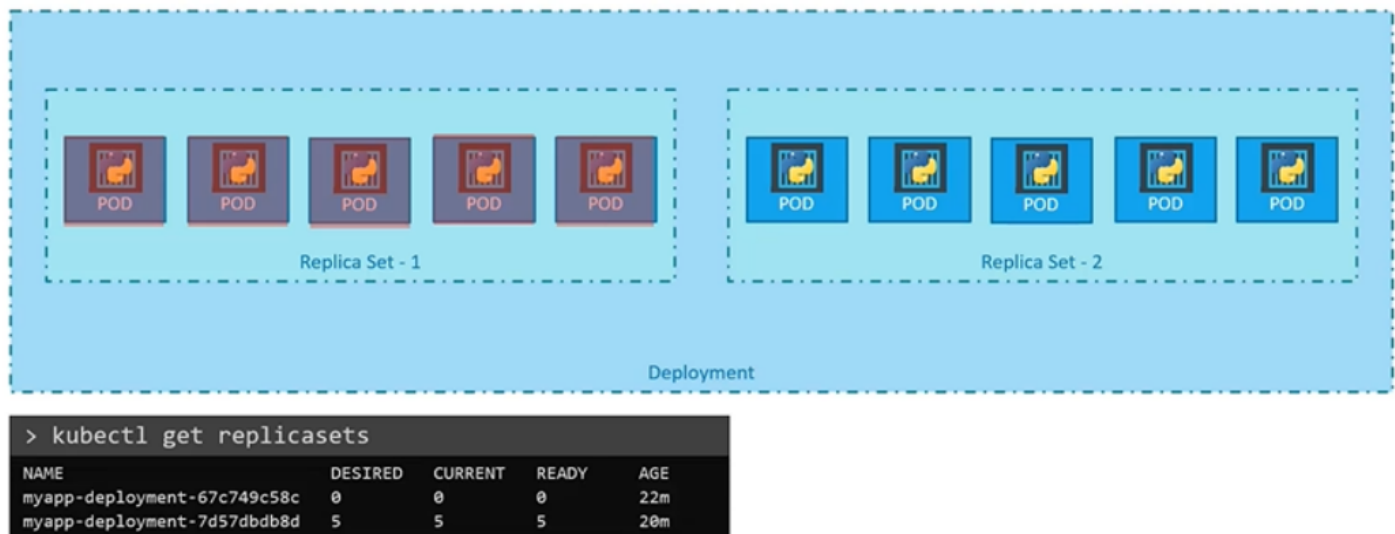 POD POD POD POD POD POD POD POD POD POD
Replica Set - 1 Replica Set - 2
Deployment
> kubectl get replicasets
NAME DESIRED CURRENT READY AGE
myapp-deployment-67c749c58c 0 0 0 22m
myapp-deployment-7d57dbdb8d 5 5 5 20m